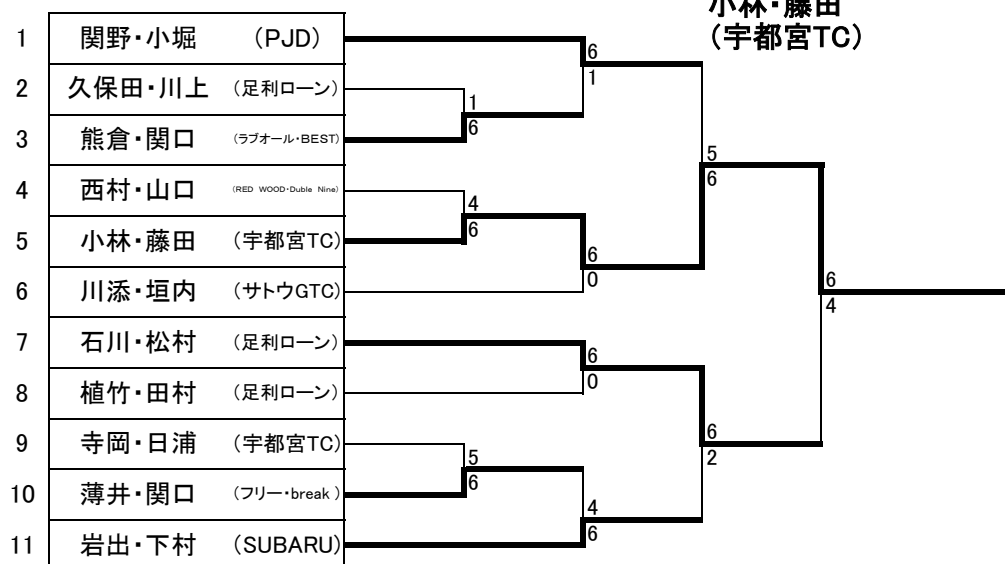 小林・藤田
(宇都宮TC)
1 関野・小堀 (PJD)
2 久保田・川上 (足利ローン)
3 熊倉・関口 (ラブオール・BEST)
4 西村・山口 (RED WOOD・Duble Nine)
5 小林・藤田 (宇都宮TC)
6 川添・垣内 (サトウGTC)
7 石川・松村 (足利ローン)
8 植竹・田村 (足利ローン)
9 寺岡・日浦 (宇都宮TC)
10 薄井・関口 (フリー・break)
11 岩出・下村 (SUBARU)
1
6
4
6
5
6
6
1
6
0
6
0
4
6
5
6
6
2
6
4